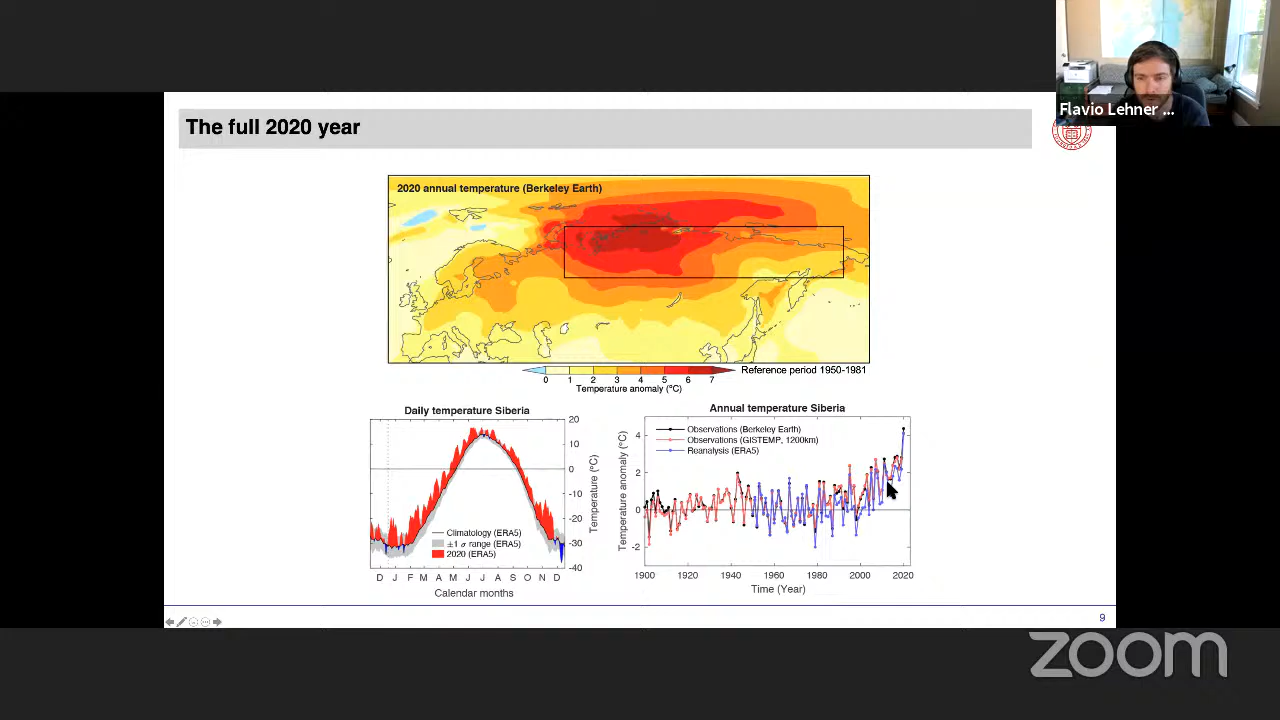 Flavio Lehner ...
The full 2020 year
2020 annual temperature (Berkeley Earth)
0 1 2 3 4 5 6 7
Temperature anomaly (°C)
Reference period 1950-1981
Daily temperature Siberia
20
10
0
-10
-20
-30
-40
Temperature (°C)
Climatology (ERA5)
±1 σ range (ERA5)
2020 (ERA5)
D J F M A M J J A S O N D
Calendar months
Annual temperature Siberia
Observations (Berkeley Earth)
Observations (GISTEMP, 1200km)
Reanalysis (ERA5)
4
2
0
-2
Temperature anomaly (°C)
1900 1920 1940 1960 1980 2000 2020
Time (Year)
9
zoom